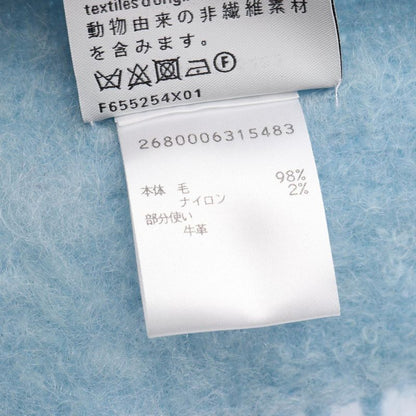 textiles d'origi
動物由来の非繊維素材
を含みます。
F
F655254X01
2680006315483
本体 毛 98%
ナイロン 2%
部分使い
牛革